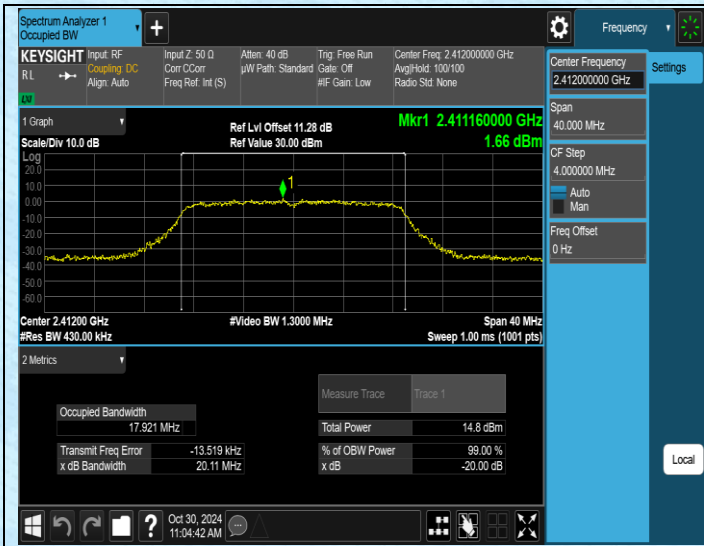 Spectrum Analyzer 1
Occupied BW
Frequency
KEYSIGHT
RL
LXI
Input: RF
Coupling: DC
Align: Auto
Input Z: 50 Ω
Corr CCorr
Freq Ref: Int (S)
Atten: 40 dB
µW Path: Standard
Trig: Free Run
Gate: Off
#IF Gain: Low
Center Freq: 2.412000000 GHz
Avg|Hold: 100/100
Radio Std: None
1 Graph
Scale/Div 10.0 dB
Ref Lvl Offset 11.28 dB
Ref Value 30.00 dBm
Mkr1 2.411160000 GHz
1.66 dBm
Log
20.0
10.0
0.00
-10.0
-20.0
-30.0
-40.0
-50.0
-60.0
1
Center 2.41200 GHz
#Res BW 430.00 kHz
#Video BW 1.3000 MHz
Span 40 MHz
Sweep 1.00 ms (1001 pts)
2 Metrics
Measure Trace Trace 1
Occupied Bandwidth
17.921 MHz
Total Power 14.8 dBm
Transmit Freq Error -13.519 kHz
% of OBW Power 99.00 %
x dB Bandwidth 20.11 MHz
x dB -20.00 dB
Oct 30, 2024
11:04:42 AM
Center Frequency
2.412000000 GHz
Settings
Span
40.000 MHz
CF Step
4.000000 MHz
Auto
Man
Freq Offset
0 Hz
Local